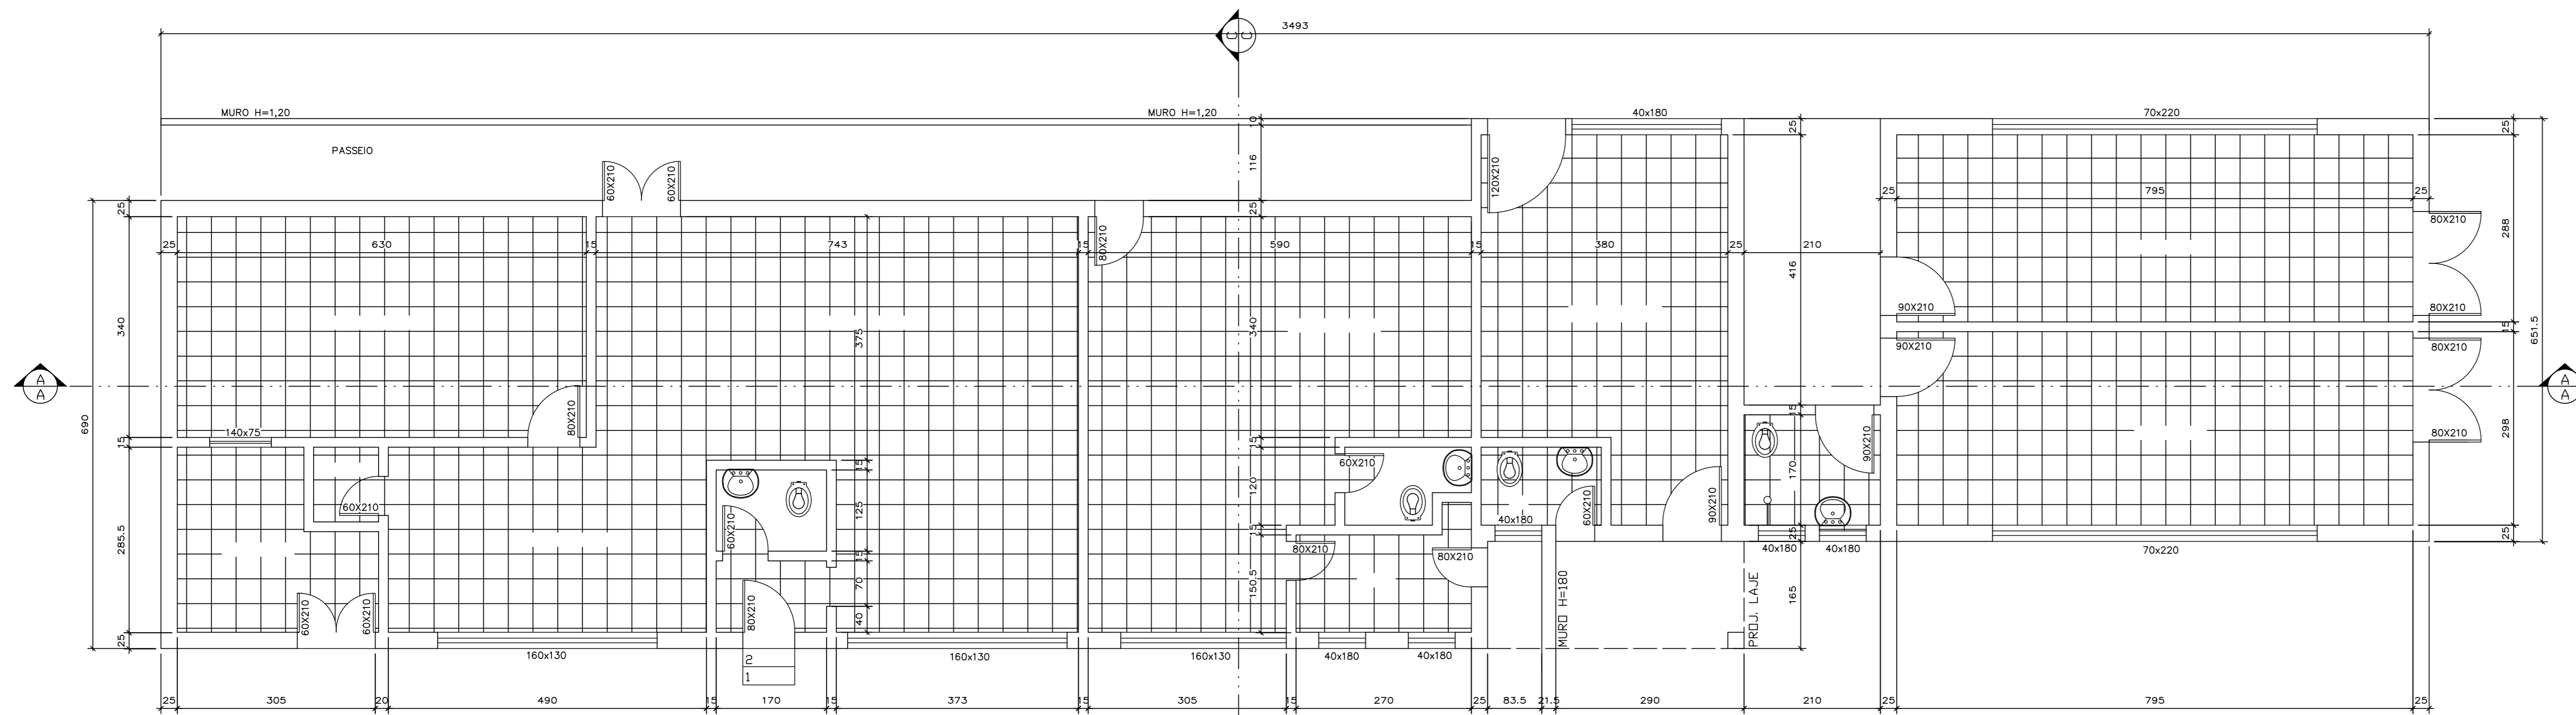 3493
C C
MURO H=1,20
MURO H=1,20
40x180
70x220
PASSEIO
10
116
25
25
25
60X210
60X210
120X210
25
795
25
25
25
80X210
288
25
630
15
743
15
80X210
590
15
380
25
210
416
340
375
340
90X210
80X210
15
651.5
90X210
80X210
A
A
A
A
690
80X210
140x75
15
15
15
90X210
80X210
298
60X210
15
60X210
120
170
125
60X210
40x180
60X210
90X210
25
25
285.5
15
15
80X210
80X210
40x180
40x180
70x220
60X210
60X210
70
80X210
40
150.5
MURO H=180
PROJ. LAJE
165
25
2
1
160x130
160x130
160x130
40x180
40x180
25
305
20
490
15
170
15
373
15
305
15
270
25
83.5
21.5
290
210
25
795
25